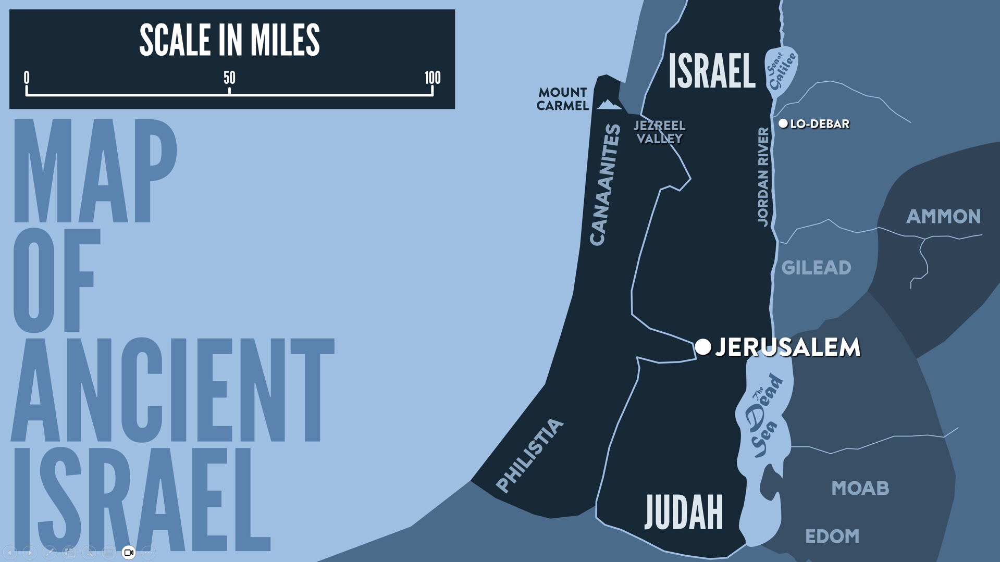 SCALE IN MILES
0 50 100
MAP
OF
ANCIENT
ISRAEL
ISRAEL
Sea of
Galilee
MOUNT
CARMEL
JEZREEL
VALLEY
LO-DEBAR
CANAANITES
JORDAN RIVER
AMMON
GILEAD
JERUSALEM
The
Dead
Sea
PHILISTIA
JUDAH
MOAB
EDOM